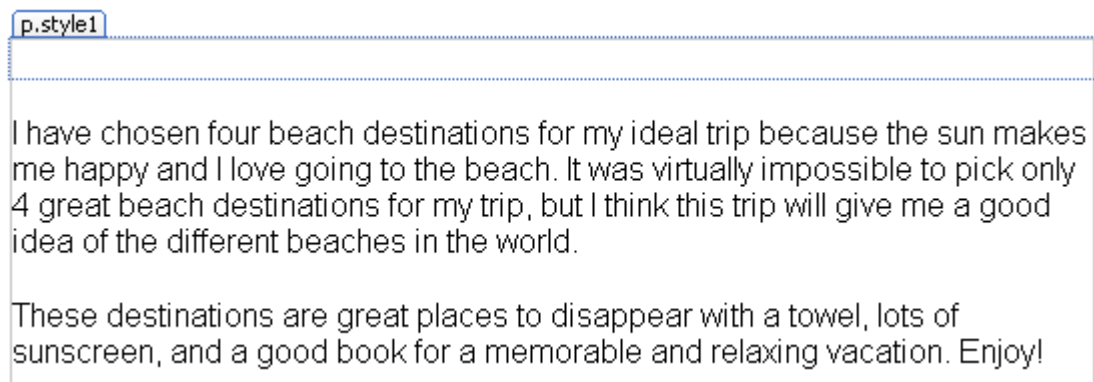 p.style1
I have chosen four beach destinations for my ideal trip because the sun makes
me happy and I love going to the beach. It was virtually impossible to pick only
4 great beach destinations for my trip, but I think this trip will give me a good
idea of the different beaches in the world.
These destinations are great places to disappear with a towel, lots of
sunscreen, and a good book for a memorable and relaxing vacation. Enjoy!